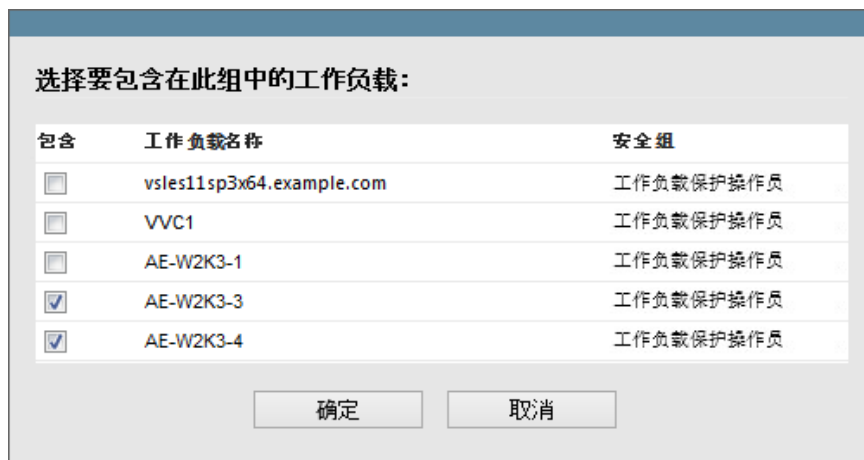 选择要包含在此组中的工作负载:
包含 工作负载名称 安全组
vsles11sp3x64.example.com 工作负载保护操作员
VVC1 工作负载保护操作员
AE-W2K3-1 工作负载保护操作员
AE-W2K3-3 工作负载保护操作员
AE-W2K3-4 工作负载保护操作员
确定 取消